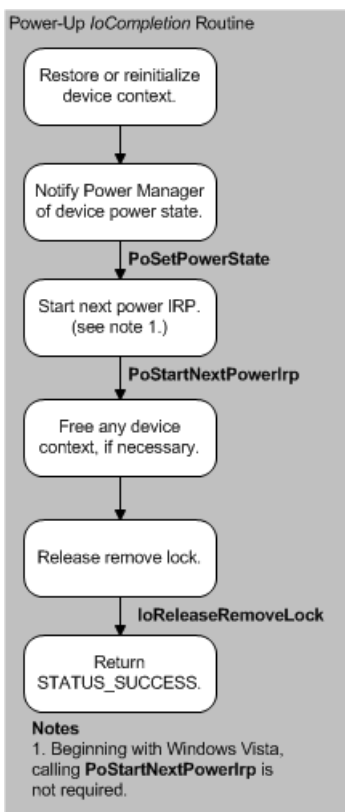 Power-Up IoCompletion Routine
Restore or reinitialize
device context.
Notify Power Manager
of device power state.
PoSetPowerState
Start next power IRP.
(see note 1.)
PoStartNextPowerIrp
Free any device
context, if necessary.
Release remove lock.
IoReleaseRemoveLock
Return
STATUS_SUCCESS.
Notes
1. Beginning with Windows Vista,
calling PoStartNextPowerIrp is
not required.